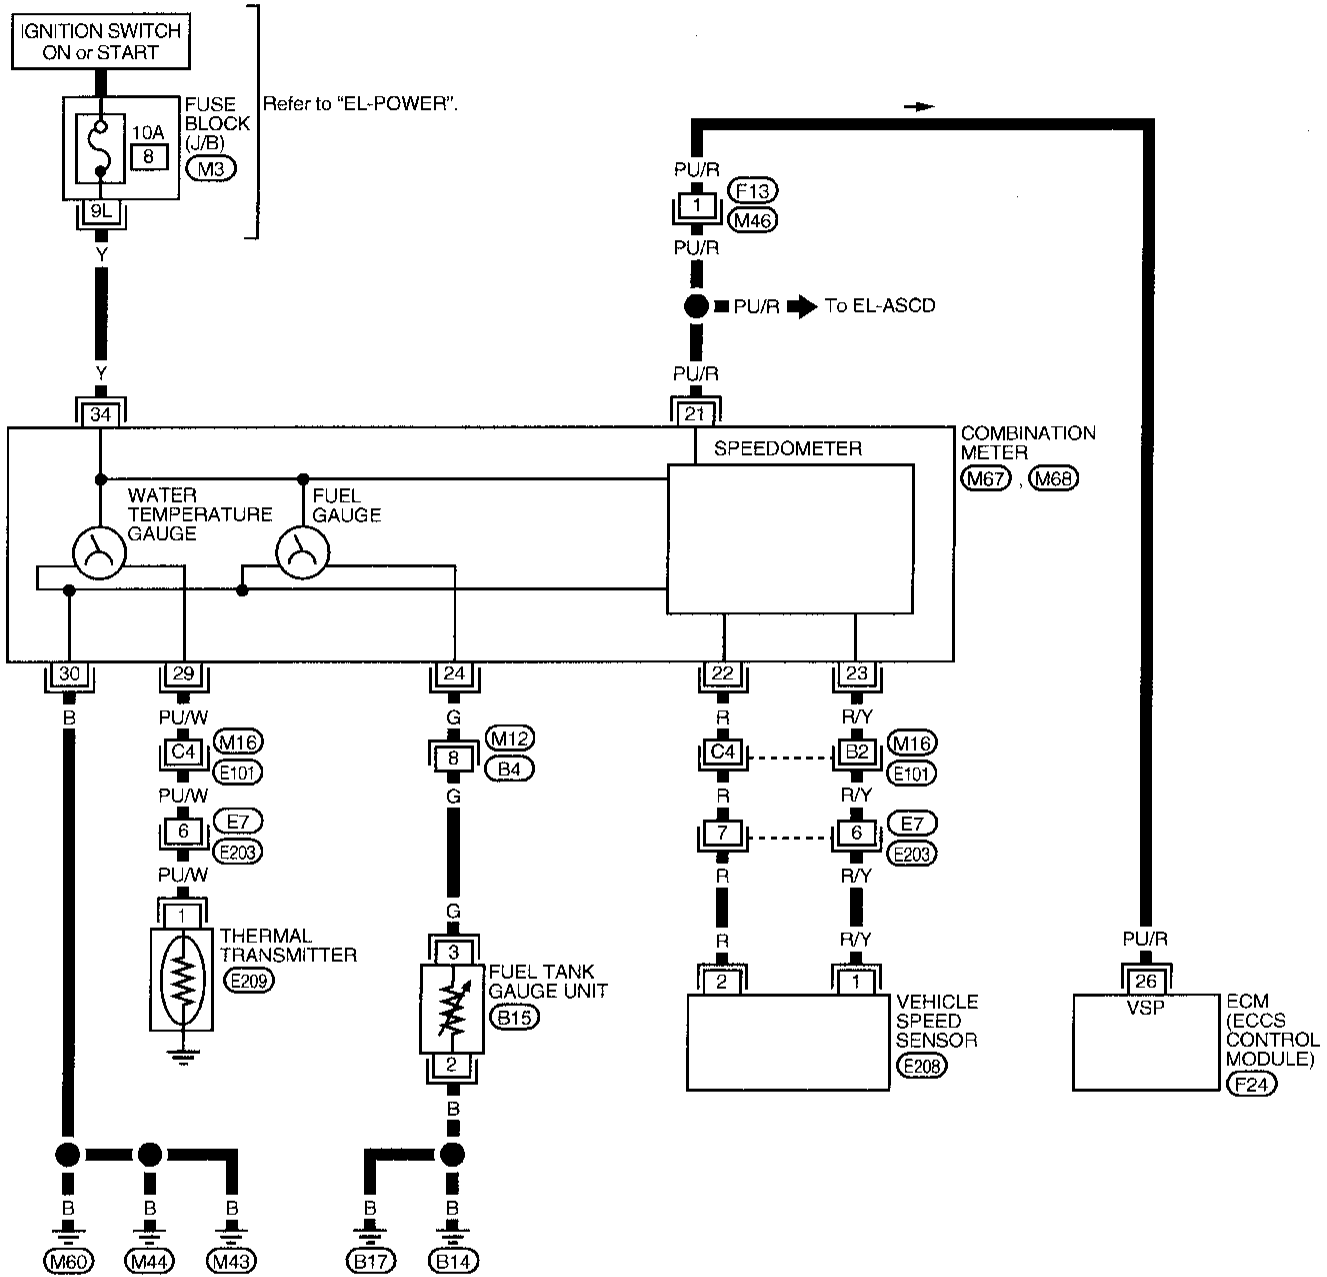 IGNITION SWITCH
ON or START
FUSE
BLOCK
(J/B)
M3
10A
8
9L
Refer to "EL-POWER".
Y
Y
34
PU/R
1
F13
M46
PU/R
PU/R
To EL-ASCD
PU/R
21
COMBINATION
METER
M67 , M68
SPEEDOMETER
WATER
TEMPERATURE
GAUGE
FUEL
GAUGE
30
29
24
22
23
B
PU/W
G
R
R/Y
C4
M16
E101
8
M12
B4
C4
B2
M16
E101
PU/W
G
R
R/Y
6
E7
E203
7
6
E7
E203
PU/W
R
R/Y
1
G
R
R/Y
PU/R
THERMAL
TRANSMITTER
E209
3
FUEL TANK
GAUGE UNIT
B15
2
2
1
VEHICLE
SPEED
SENSOR
E208
26
VSP
ECM
(ECCS
CONTROL
MODULE)
F24
B
B
B
B
B
B
M60
M44
M43
B17
B14